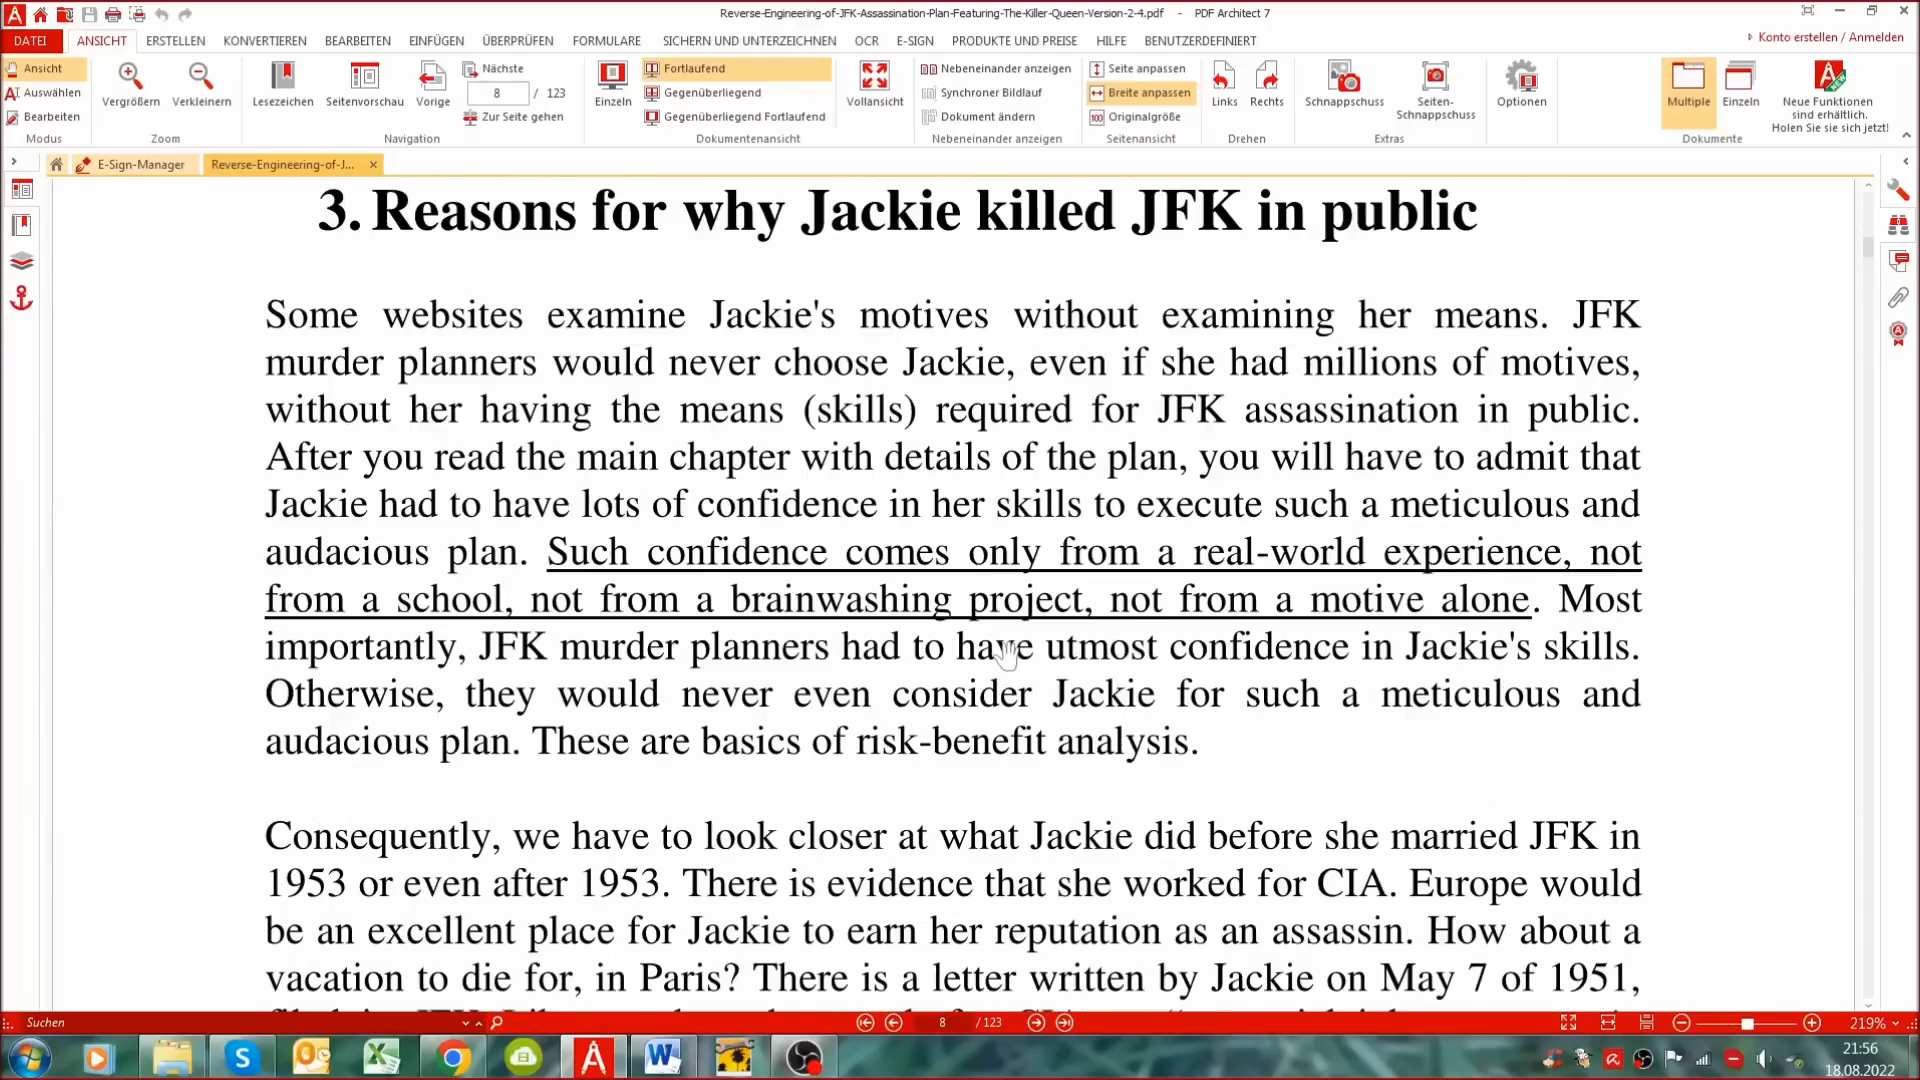 Reverse-Engineering-of-JFK-Assassination-Plan-Featuring-The-Killer-Queen-Version-2-4.pdf - PDF Architect 7
DATEI ANSICHT ERSTELLEN KONVERTIEREN BEARBEITEN EINFÜGEN ÜBERPRÜFEN FORMULARE SICHERN UND UNTERZEICHNEN OCR E-SIGN PRODUKTE UND PREISE HILFE BENUTZERDEFINIERT Konto erstellen / Anmelden
Ansicht
Auswählen
Bearbeiten
Modus
Vergrößern Verkleinern
Zoom
Lesezeichen Seitenvorschau Vorige
Nächste
8 / 123
Zur Seite gehen
Navigation
Einzeln
Fortlaufend
Gegenüberliegend
Gegenüberliegend Fortlaufend
Dokumentenansicht
Vollansicht
Nebeneinander anzeigen
Synchroner Bildlauf
Dokument ändern
Nebeneinander anzeigen
Seite anpassen
Breite anpassen
100 Originalgröße
Seitenansicht
Links Rechts
Drehen
Schnappschuss
Seiten-
Schnappschuss
Extras
Optionen
Multiple Einzeln
Dokumente
NEW
Neue Funktionen
sind erhältlich.
Holen Sie sie sich jetzt!
E-Sign-Manager Reverse-Engineering-of-J...
3. Reasons for why Jackie killed JFK in public
Some websites examine Jackie's motives without examining her means. JFK
murder planners would never choose Jackie, even if she had millions of motives,
without her having the means (skills) required for JFK assassination in public.
After you read the main chapter with details of the plan, you will have to admit that
Jackie had to have lots of confidence in her skills to execute such a meticulous and
audacious plan. Such confidence comes only from a real-world experience, not
from a school, not from a brainwashing project, not from a motive alone. Most
importantly, JFK murder planners had to have utmost confidence in Jackie's skills.
Otherwise, they would never even consider Jackie for such a meticulous and
audacious plan. These are basics of risk-benefit analysis.
Consequently, we have to look closer at what Jackie did before she married JFK in
1953 or even after 1953. There is evidence that she worked for CIA. Europe would
be an excellent place for Jackie to earn her reputation as an assassin. How about a
vacation to die for, in Paris? There is a letter written by Jackie on May 7 of 1951,
Suchen 8 / 123 219%
21:56
18.08.2022